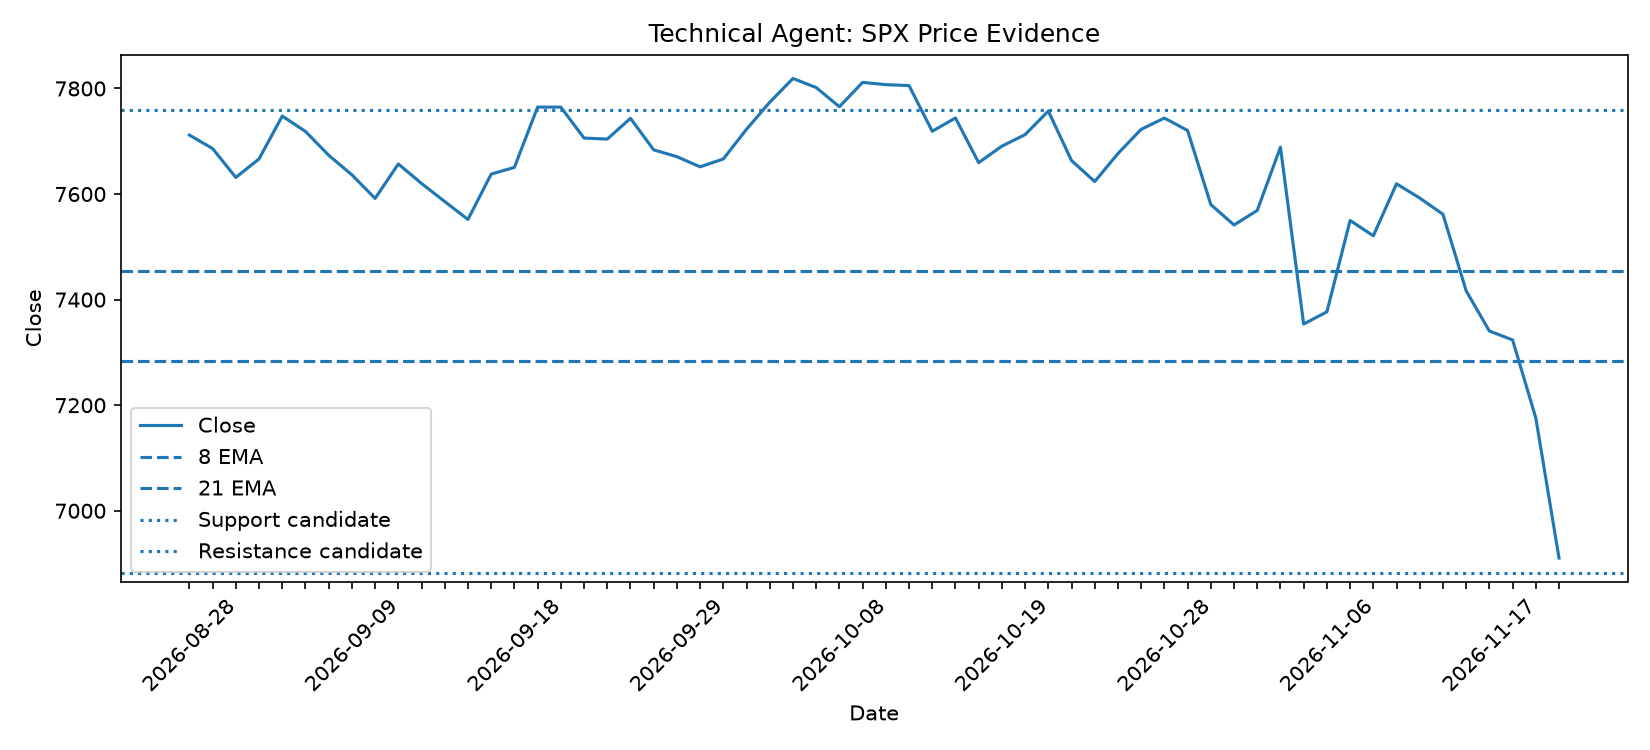 Technical Agent: SPX Price Evidence
7800
7600
7400
7200
7000
Close
Close
8 EMA
21 EMA
Support candidate
Resistance candidate
2026-08-28
2026-09-09
2026-09-18
2026-09-29
2026-10-08
2026-10-19
2026-10-28
2026-11-06
2026-11-17
Date